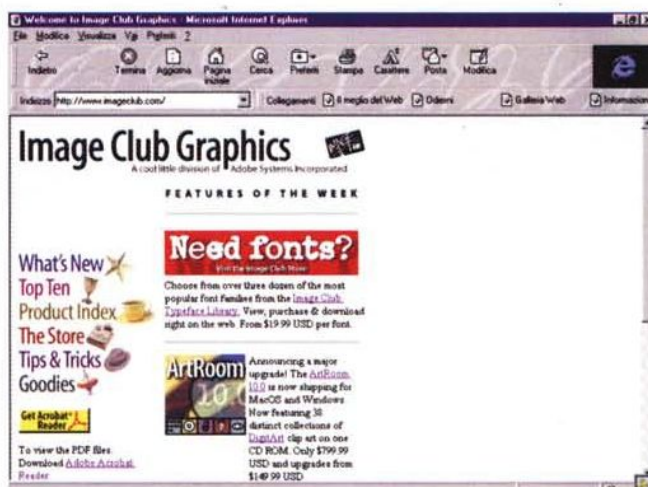 Welcome to Image Club Graphics - Microsoft Internet Explorer
File Modifica Visualizza Vai Preferiti ?
Indietro Termina Aggiorna Pagina iniziale Cerca Preferiti Stampa Carattere Posta Modifica
Indirizzo http://www.imageclub.com/ Collegamenti Il meglio del Web Odierni Galleria Web Informazioni
Image Club Graphics
A cool little division of Adobe Systems Incorporated
FEATURES OF THE WEEK
Need fonts?
Visit the Image Club Store
Choose from over three dozen of the most
popular font families from the Image Club
Typeface Library. View, purchase & download
right on the web. From $19.99 USD per font.
What's New
Top Ten
Product Index
The Store
Tips & Tricks
Goodies
Get Acrobat
Reader
To view the PDF files.
Download Adobe Acrobat
Reader
ArtRoom
10.0
Announcing a major
upgrade! The ArtRoom
10.0 is now shipping for
MacOS and Windows
Now featuring 38
distinct collections of
DigitArt clip art on one
CD ROM. Only $799.99
USD and upgrades from
$149.99 USD